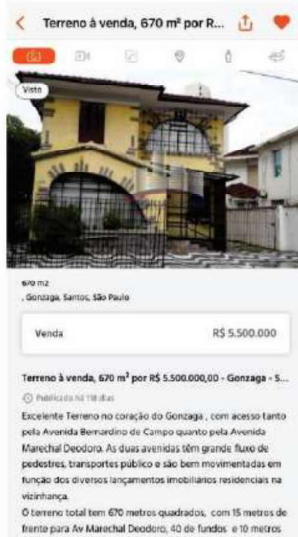 Terreno à venda, 670 m² por R...
Visto
670 m2
, Gonzaga, Santos, São Paulo
Venda R$ 5.500.000
Terreno à venda, 670 m² por R$ 5.500.000,00 - Gonzaga - S...
Publicado há 118 dias
Excelente Terreno no coração do Gonzaga , com acesso tanto
pela Avenida Bernardino de Campo quanto pela Avenida
Marechal Deodoro. As duas avenidas têm grande fluxo de
pedestres, transportes público e são bem movimentadas em
função dos diversos lançamentos imobiliários residenciais na
vizinhança.
O terreno total tem 670 metros quadrados, com 15 metros de
frente para Av Marechal Deodoro, 40 de fundos e 10 metros